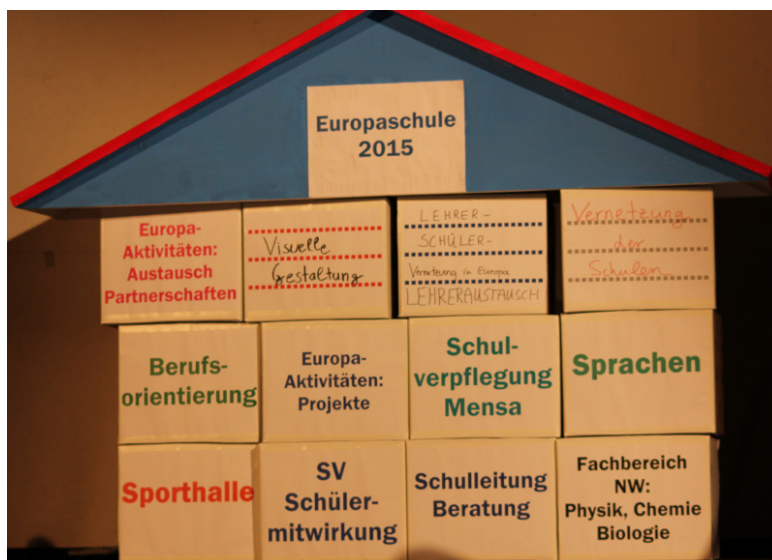 Europaschule
2015
Europa-
Aktivitäten:
Austausch
Partnerschaften
Visuelle
Gestaltung
LEHRER-
SCHÜLER-
Vernetzung in Europa
LEHRERAUSTAUSCH
Vernetzung
der
Schulen
Berufs-
orientierung
Europa-
Aktivitäten:
Projekte
Schul-
verpflegung
Mensa
Sprachen
Sporthalle
SV
Schüler-
mitwirkung
Schulleitung
Beratung
Fachbereich
NW:
Physik, Chemie
Biologie